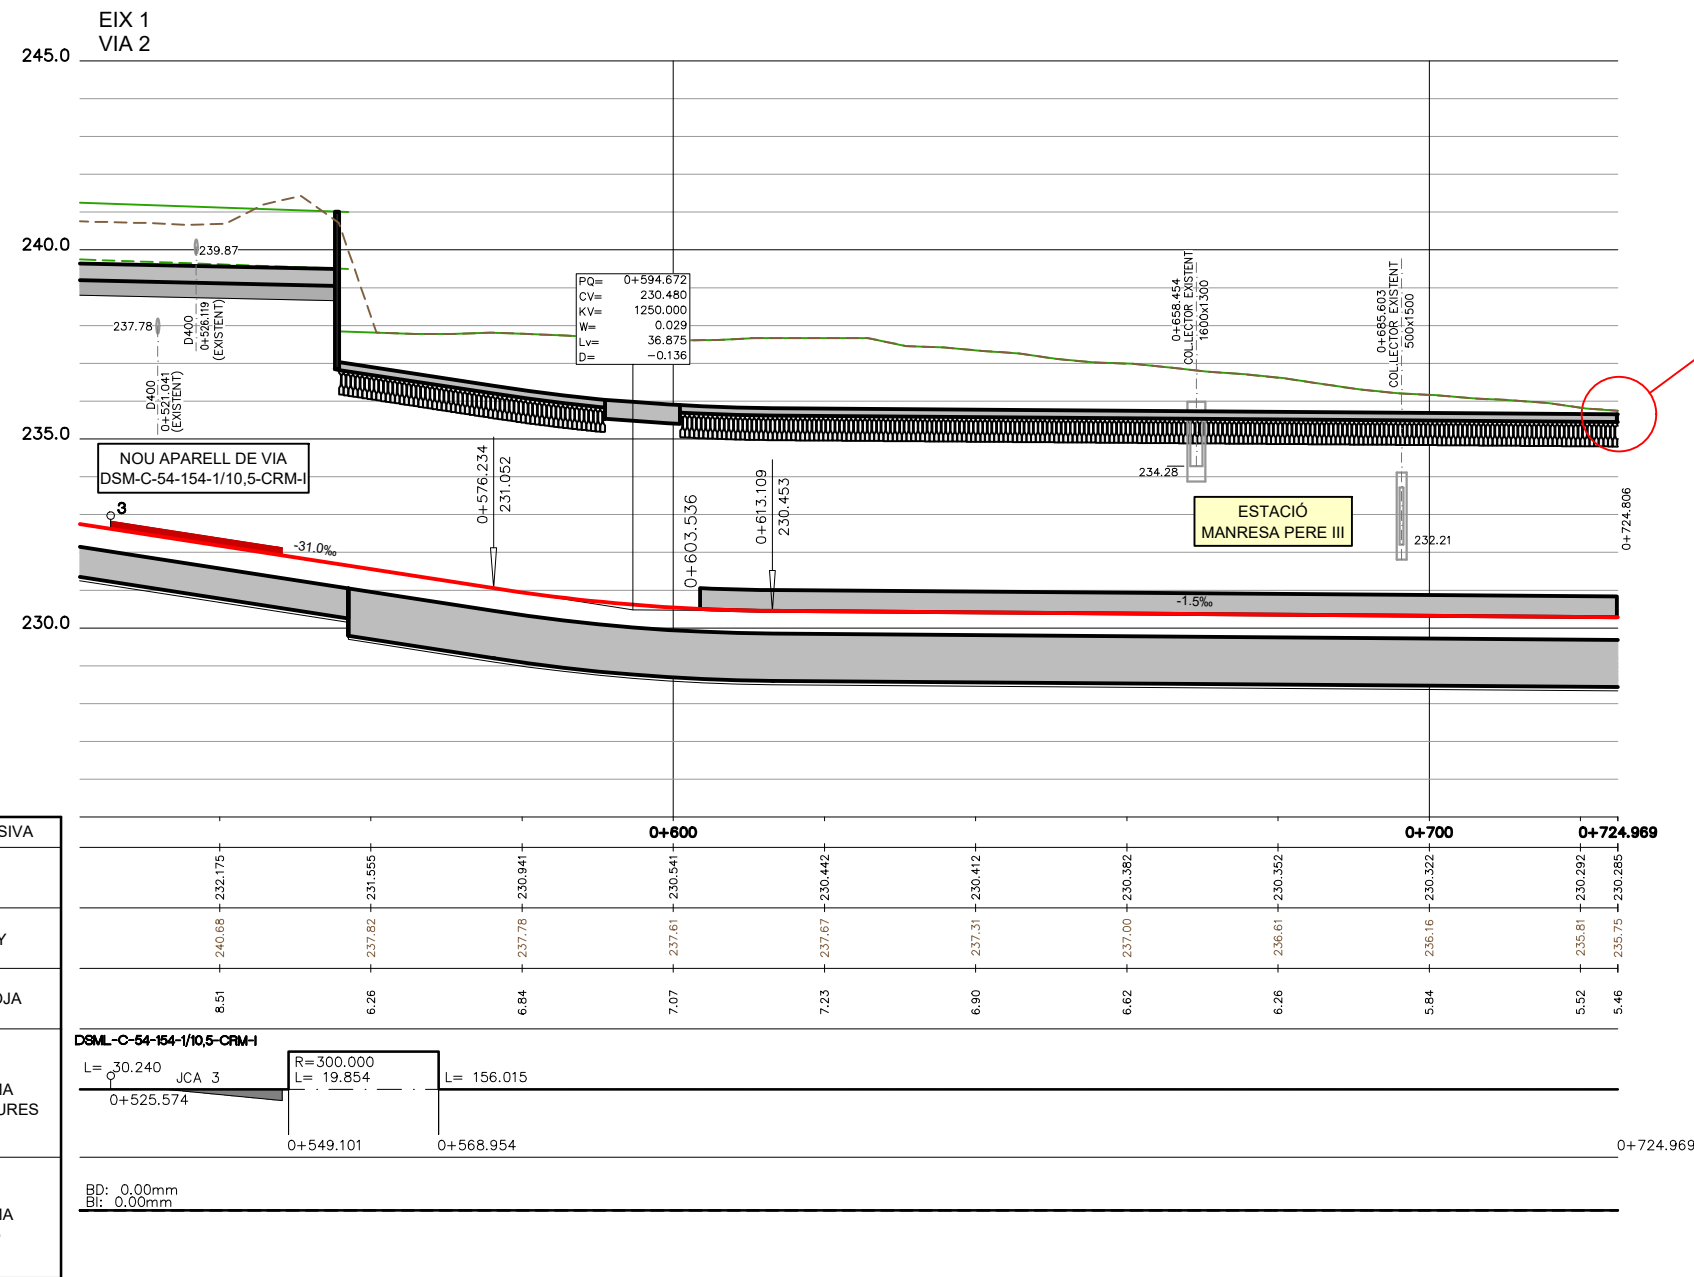 EIX 1
VIA 2
245.0
240.0
235.0
230.0
239.87
237.78
D400
0+526.119
(EXISTENT)
D400
0+521.041
(EXISTENT)
PQ= 0+594.672
CV= 230.480
KV= 1250.000
W= 0.029
Lv= 36.875
D= -0.136
0+658.454
COL.LECTOR EXISTENT
1600x1300
0+685.603
COL.LECTOR EXISTENT
500x1500
NOU APARELL DE VIA
DSM-C-54-154-1/10,5-CRM-I
3
-31.0‰
0+576.234
231.052
0+603.536
0+613.109
230.453
234.28
ESTACIÓ
MANRESA PERE III
232.21
0+724.806
-1.5‰
SIVA
0+600
0+700
0+724.969
232.175
231.555
230.941
230.541
230.442
230.412
230.382
230.352
230.322
230.292
230.285
Y
240.68
237.82
237.78
237.61
237.67
237.31
237.00
236.61
236.16
235.81
235.75
OJA
8.51
6.26
6.84
7.07
7.23
6.90
6.62
6.26
5.84
5.52
5.46
DSML-C-54-154-1/10,5-CRM-I
L= 30.240
JCA 3
0+525.574
R=300.000
L= 19.854
L= 156.015
IA
URES
0+549.101
0+568.954
0+724.969
BD: 0.00mm
BI: 0.00mm
IA